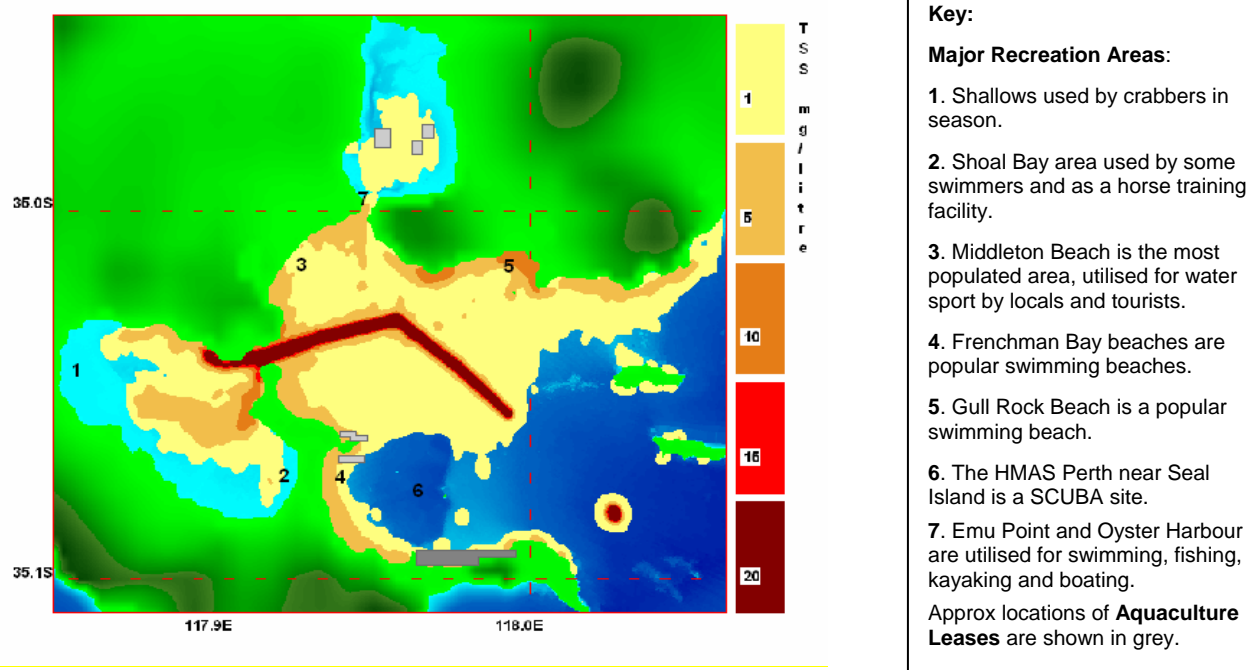 T
S
S
m
g
/
l
i
t
r
e
1
5
10
15
20
35.0S
35.1S
117.9E
118.0E
7
3
5
1
2
4
6
Key:
Major Recreation Areas:
1. Shallows used by crabbers in
season.
2. Shoal Bay area used by some
swimmers and as a horse training
facility.
3. Middleton Beach is the most
populated area, utilised for water
sport by locals and tourists.
4. Frenchman Bay beaches are
popular swimming beaches.
5. Gull Rock Beach is a popular
swimming beach.
6. The HMAS Perth near Seal
Island is a SCUBA site.
7. Emu Point and Oyster Harbour
are utilised for swimming, fishing,
kayaking and boating.
Approx locations of Aquaculture
Leases are shown in grey.